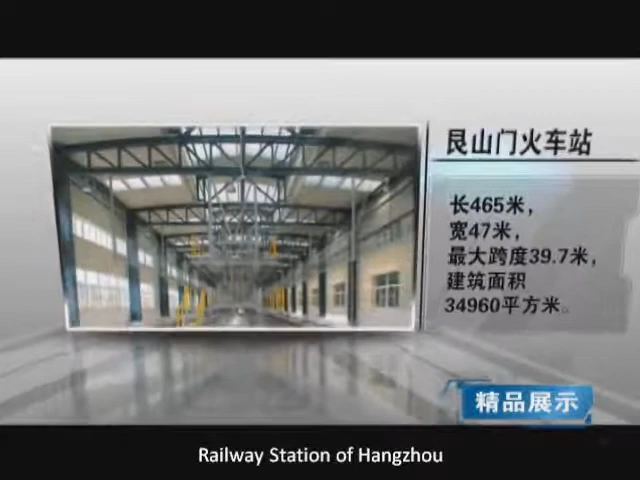 艮山门火车站
长465米，
宽47米，
最大跨度39.7米，
建筑面积
34960平方米。
精品展示
Railway Station of Hangzhou